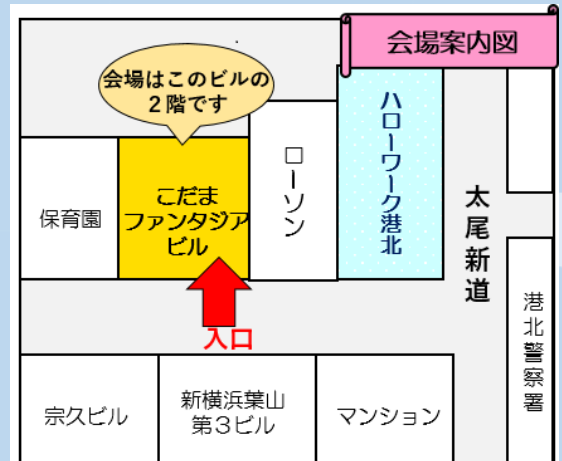 会場案内図
会場はこのビルの
２階です
保育園
こだま
ファンタジア
ビル
ローソン
ハローワーク港北
太尾新道
港北警察署
入口
宗久ビル
新横浜葉山
第３ビル
マンション